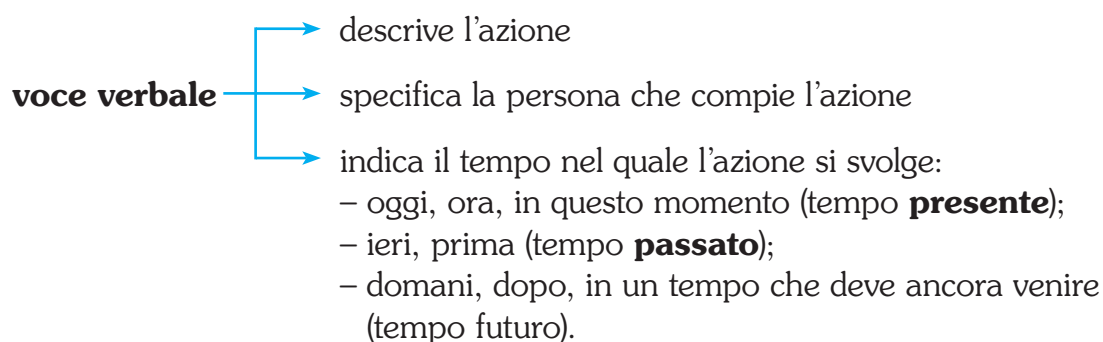 descrive l’azione
voce verbale
specifica la persona che compie l’azione
indica il tempo nel quale l’azione si svolge:
– oggi, ora, in questo momento (tempo presente);
– ieri, prima (tempo passato);
– domani, dopo, in un tempo che deve ancora venire
(tempo futuro).